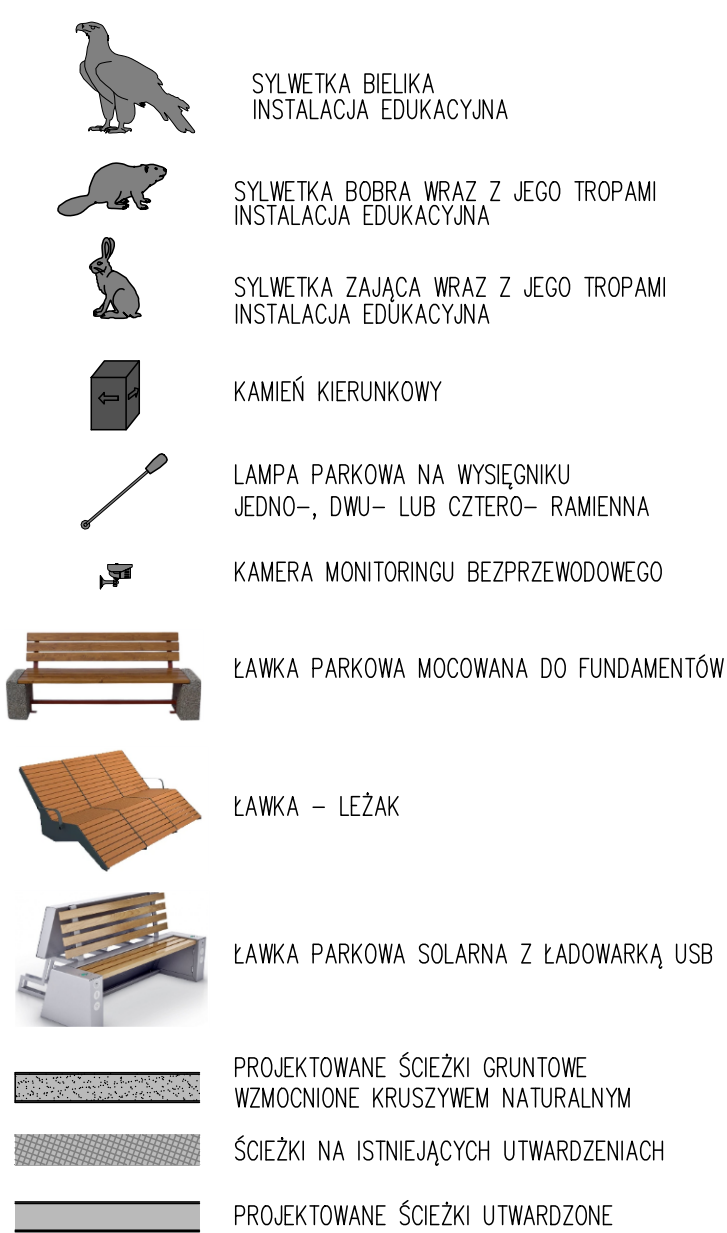 SYLWETKA BIELIKA
INSTALACJA EDUKACYJNA
SYLWETKA BOBRA WRAZ Z JEGO TROPAMI
INSTALACJA EDUKACYJNA
SYLWETKA ZAJĄCA WRAZ Z JEGO TROPAMI
INSTALACJA EDUKACYJNA
KAMIEŃ KIERUNKOWY
LAMPA PARKOWA NA WYSIĘGNIKU
JEDNO-, DWU- LUB CZTERO- RAMIENNA
KAMERA MONITORINGU BEZPRZEWODOWEGO
ŁAWKA PARKOWA MOCOWANA DO FUNDAMENTÓW
ŁAWKA - LEŻAK
ŁAWKA PARKOWA SOLARNA Z ŁADOWARKĄ USB
PROJEKTOWANE ŚCIEŻKI GRUNTOWE
WZMOCNIONE KRUSZYWEM NATURALNYM
ŚCIEŻKI NA ISTNIEJĄCYCH UTWARDZENIACH
PROJEKTOWANE ŚCIEŻKI UTWARDZONE